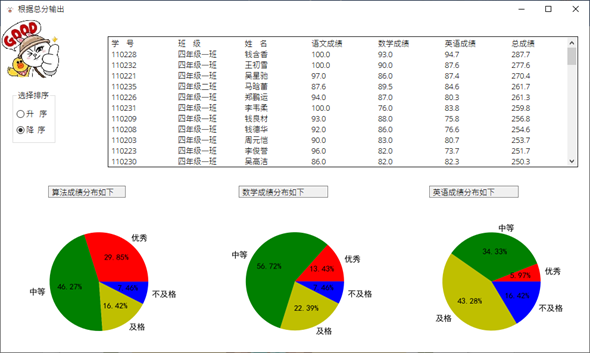 根据总分输出
GOOD
选择排序
升 序
降 序
学 号 班 级 姓 名 语文成绩 数学成绩 英语成绩 总成绩
110228 四年级一班 钱合香 100.0 93.0 94.7 287.7
110232 四年级一班 王初雪 100.0 90.0 87.6 277.6
110221 四年级一班 吴星驰 97.0 86.0 87.4 270.4
110235 四年级二班 马晗蕾 87.6 89.5 84.6 261.7
110226 四年级一班 郑鹏运 94.0 87.0 80.3 261.3
110231 四年级一班 李韦柔 100.0 76.0 83.8 259.8
110209 四年级一班 钱良材 93.0 88.0 75.8 256.8
110208 四年级一班 钱德华 92.0 86.0 76.6 254.6
110203 四年级一班 周元恺 90.0 83.0 80.7 253.7
110223 四年级一班 李俊誉 96.0 82.0 73.7 251.7
110230 四年级一班 吴高洁 86.0 82.0 82.3 250.3
算法成绩分布如下
数学成绩分布如下
英语成绩分布如下
优秀
29.85%
中等
46.27%
及格
16.42%
不及格
优秀
13.43%
中等
56.72%
及格
22.39%
不及格
优秀
中等
34.33%
及格
43.28%
不及格